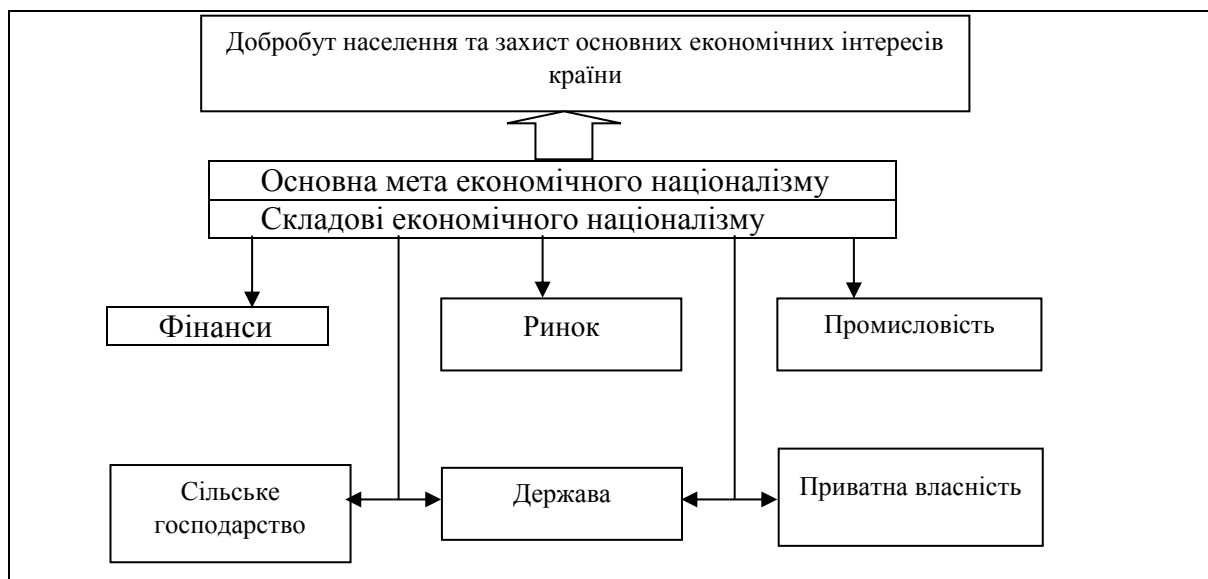 Добробут населення та захист основних економічних інтересів
країни
Основна мета економічного націоналізму
Складові економічного націоналізму
Фінанси
Ринок
Промисловість
Сільське
господарство
Держава
Приватна власність